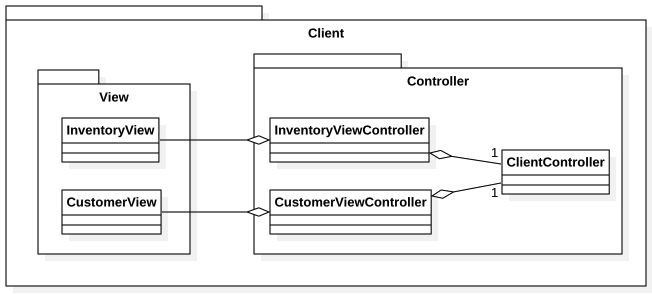 Client
View
Controller
InventoryView
InventoryViewController
1
ClientController
CustomerView
CustomerViewController
1